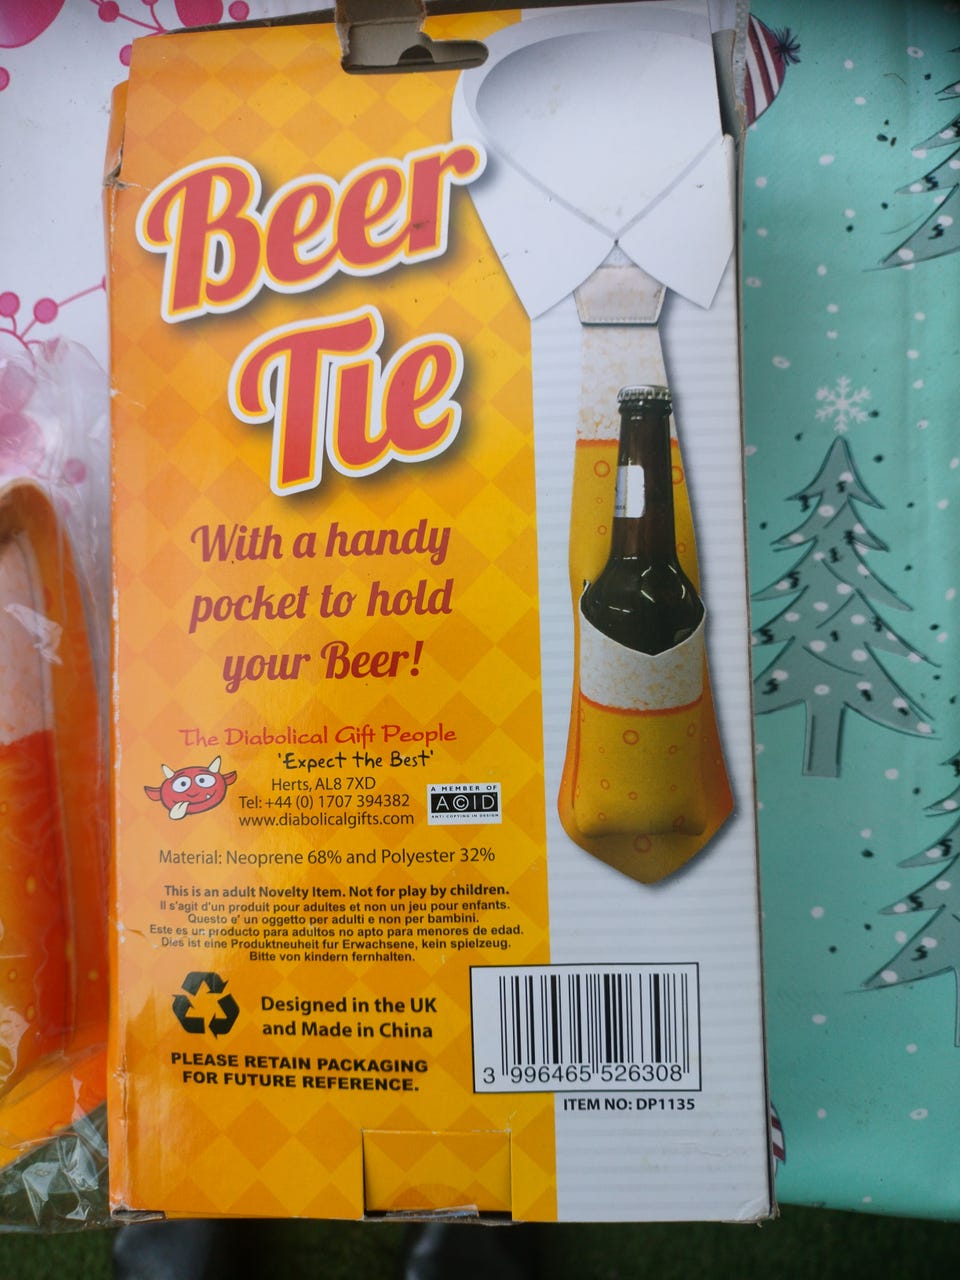 Beer
Tie
With a handy
pocket to hold
your Beer!
The Diabolical Gift People
'Expect the Best'
Herts, AL8 7XD
Tel: +44 (0) 1707 394382
www.diabolicalgifts.com
A MEMBER OF
A©ID
ANTI COPYING IN DESIGN
Material: Neoprene 68% and Polyester 32%
This is an adult Novelty Item. Not for play by children.
Il s'agit d'un produit pour adultes et non un jeu pour enfants.
Questo e' un oggetto per adulti e non per bambini.
Este es un producto para adultos no apto para menores de edad.
Dies ist eine Produktneuheit fur Erwachsene, kein spielzeug.
Bitte von kindern fernhalten.
Designed in the UK
and Made in China
PLEASE RETAIN PACKAGING
FOR FUTURE REFERENCE.
3 996465 526308
ITEM NO: DP1135